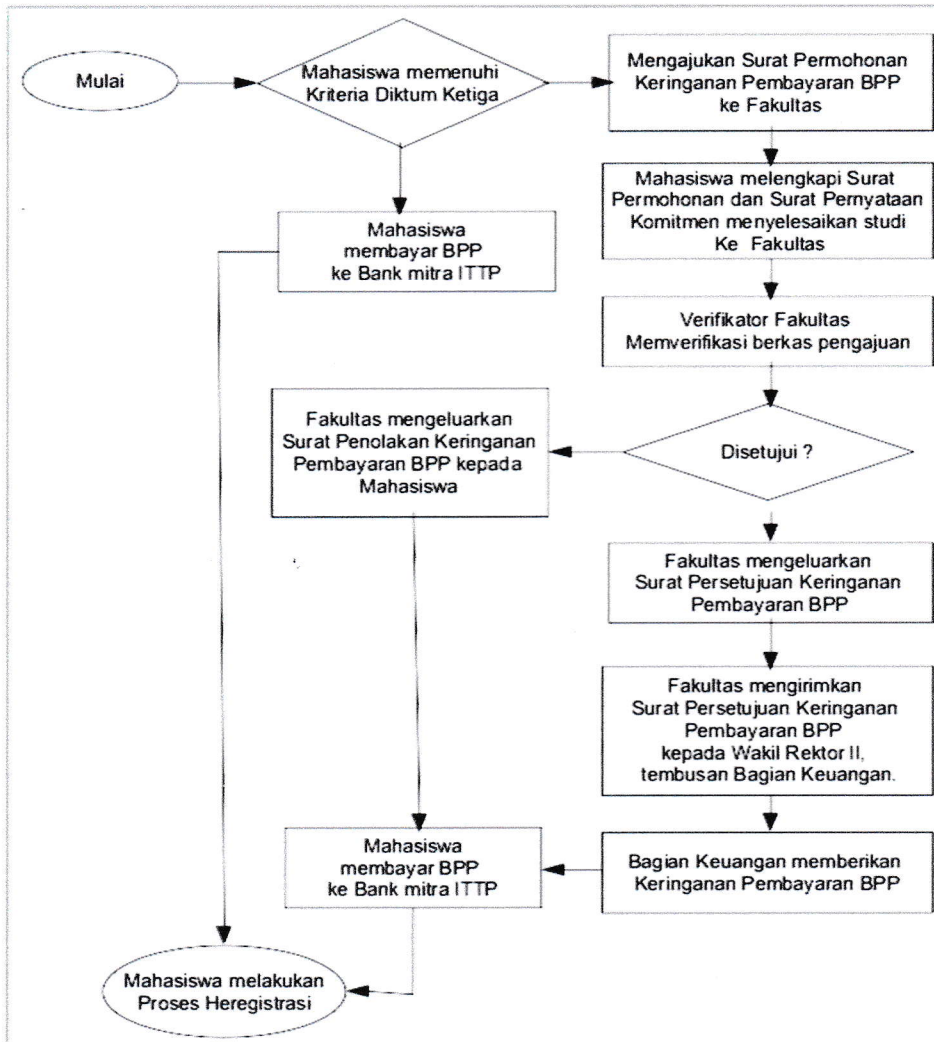 Mulai
Mahasiswa memenuhi
Kriteria Diktum Ketiga
Mengajukan Surat Permohonan
Keringanan Pembayaran BPP
ke Fakultas
Mahasiswa melengkapi Surat
Permohonan dan Surat Pernyataan
Komitmen menyelesaikan studi
Ke Fakultas
Mahasiswa
membayar BPP
ke Bank mitra ITTP
Verifikator Fakultas
Memverifikasi berkas pengajuan
Disetujui ?
Fakultas mengeluarkan
Surat Penolakan Keringanan
Pembayaran BPP kepada
Mahasiswa
Fakultas mengeluarkan
Surat Persetujuan Keringanan
Pembayaran BPP
Fakultas mengirimkan
Surat Persetujuan Keringanan
Pembayaran BPP
kepada Wakil Rektor II,
tembusan Bagian Keuangan.
Bagian Keuangan memberikan
Keringanan Pembayaran BPP
Mahasiswa
membayar BPP
ke Bank mitra ITTP
Mahasiswa melakukan
Proses Heregistrasi